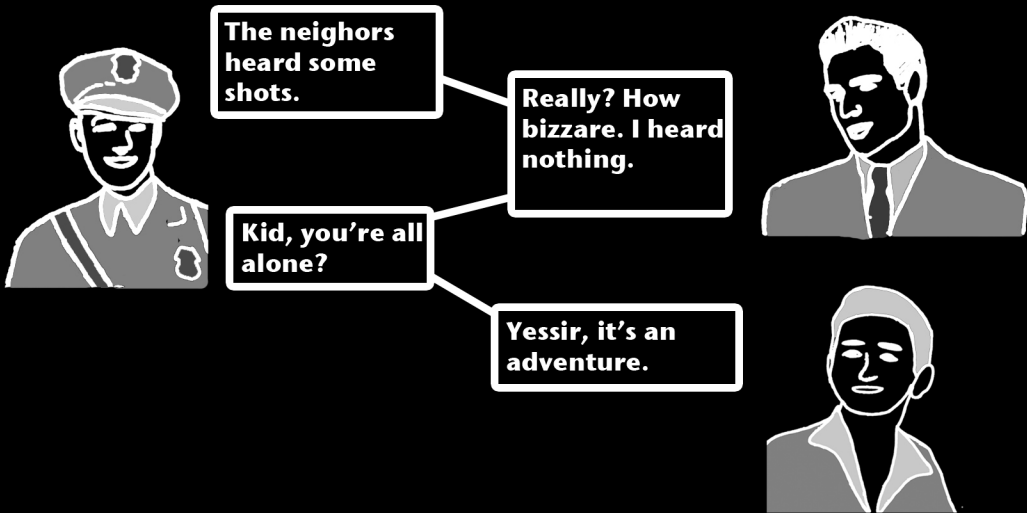 The neighors
heard some
shots.
Really? How
bizzare. I heard
nothing.
Kid, you’re all
alone?
Yessir, it’s an
adventure.